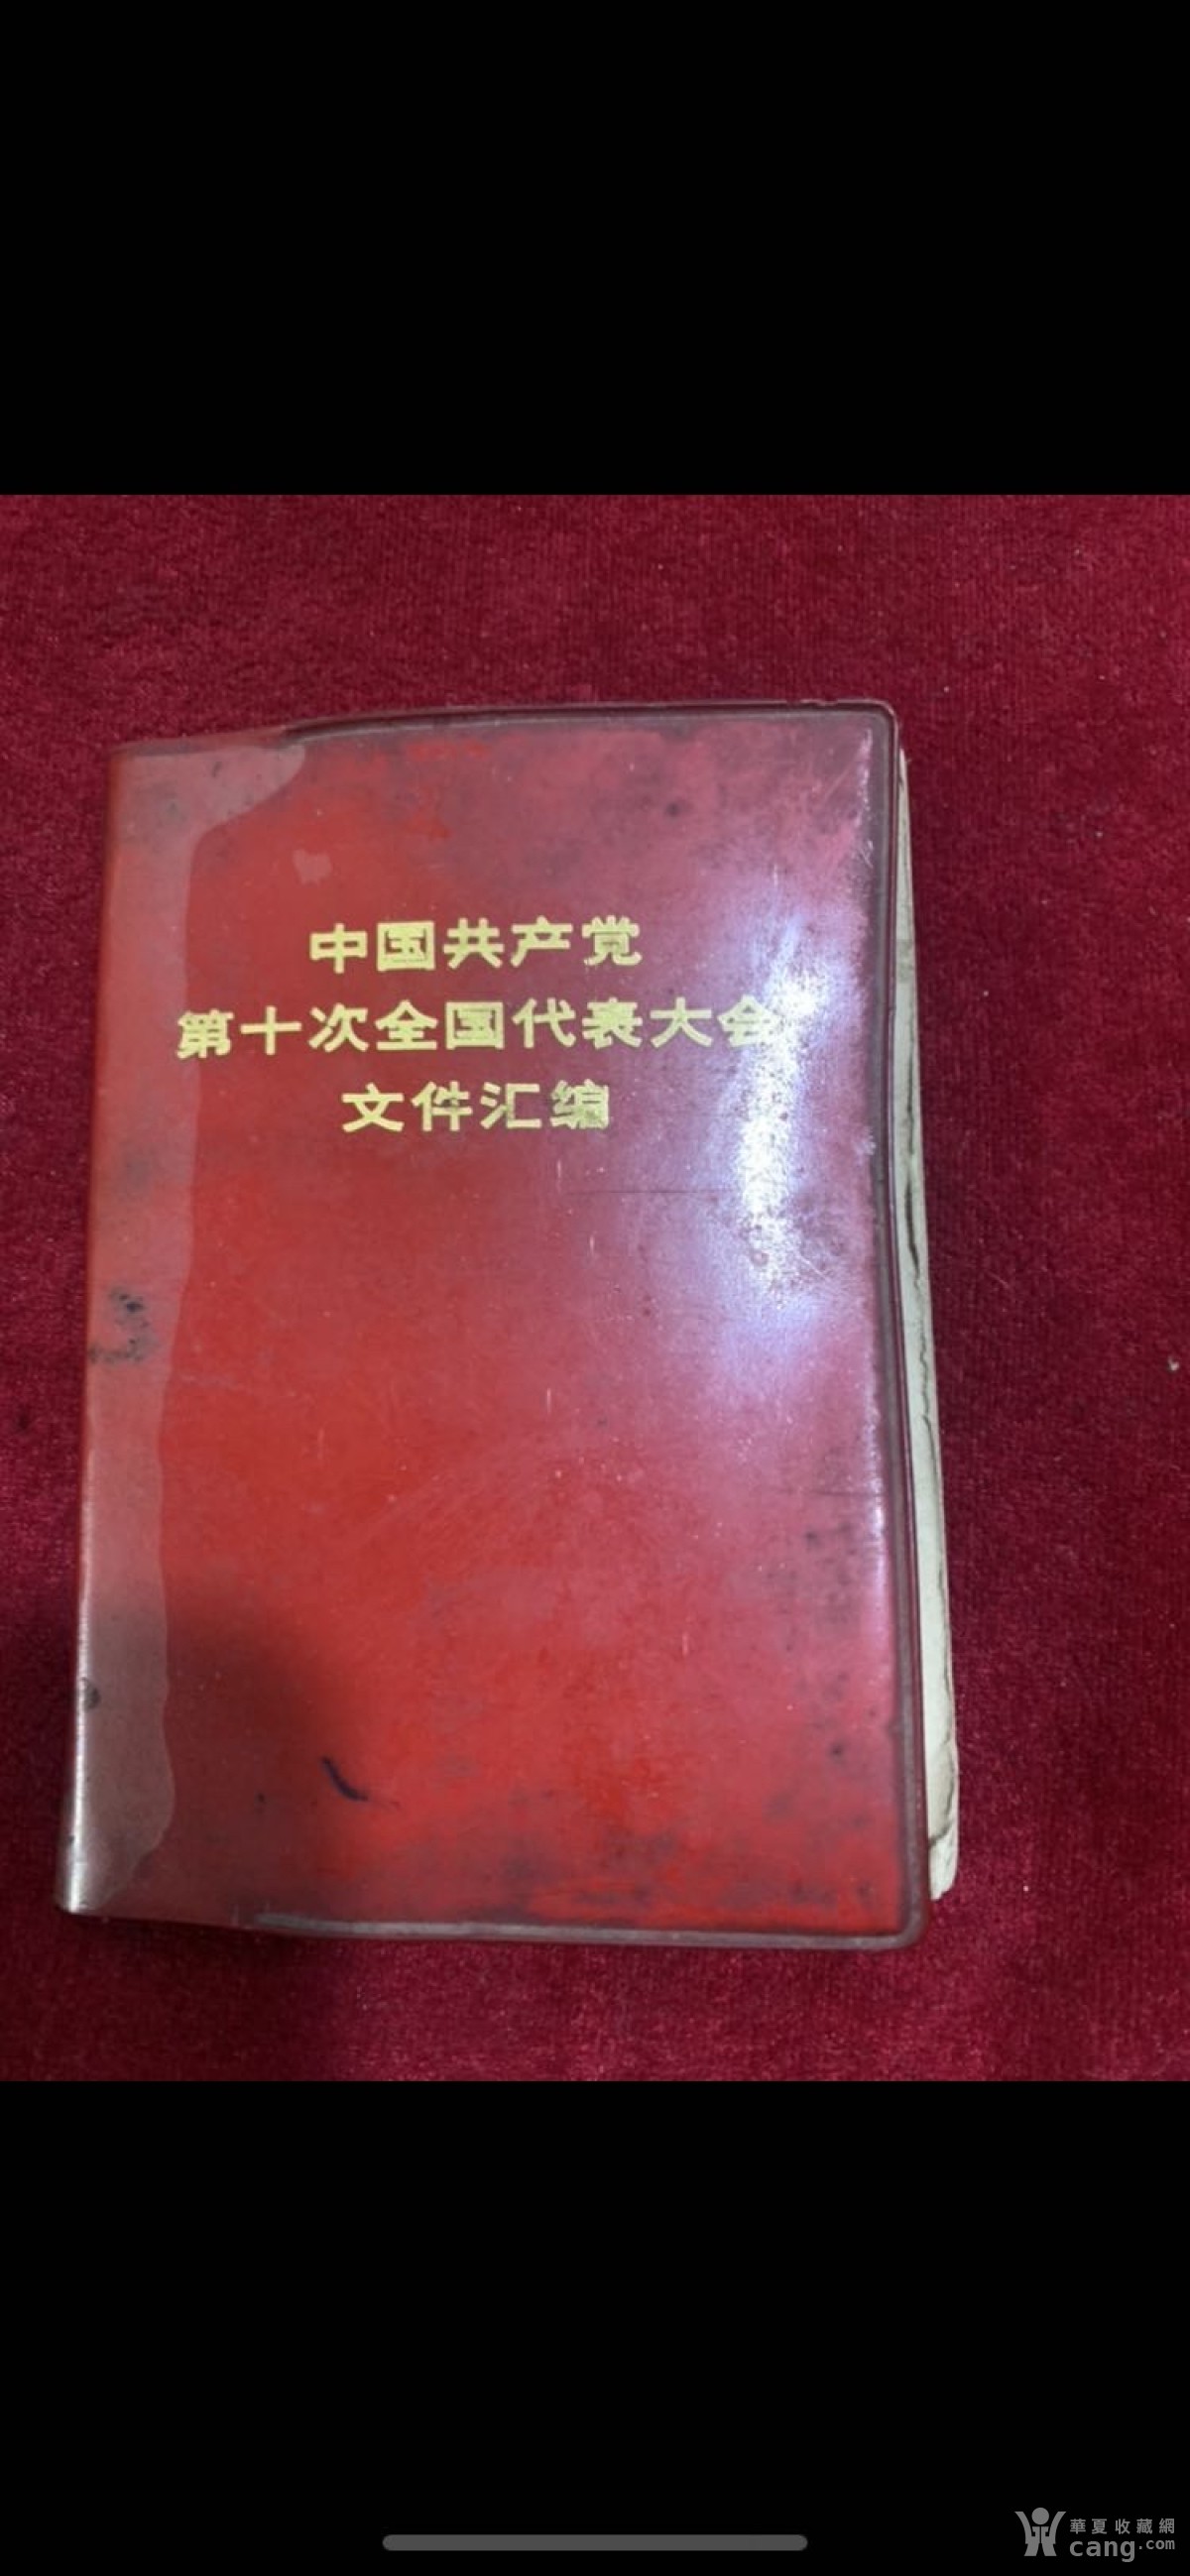 中国共产党
第十次全国代表大会
文件汇编
華夏收藏網
cang.com